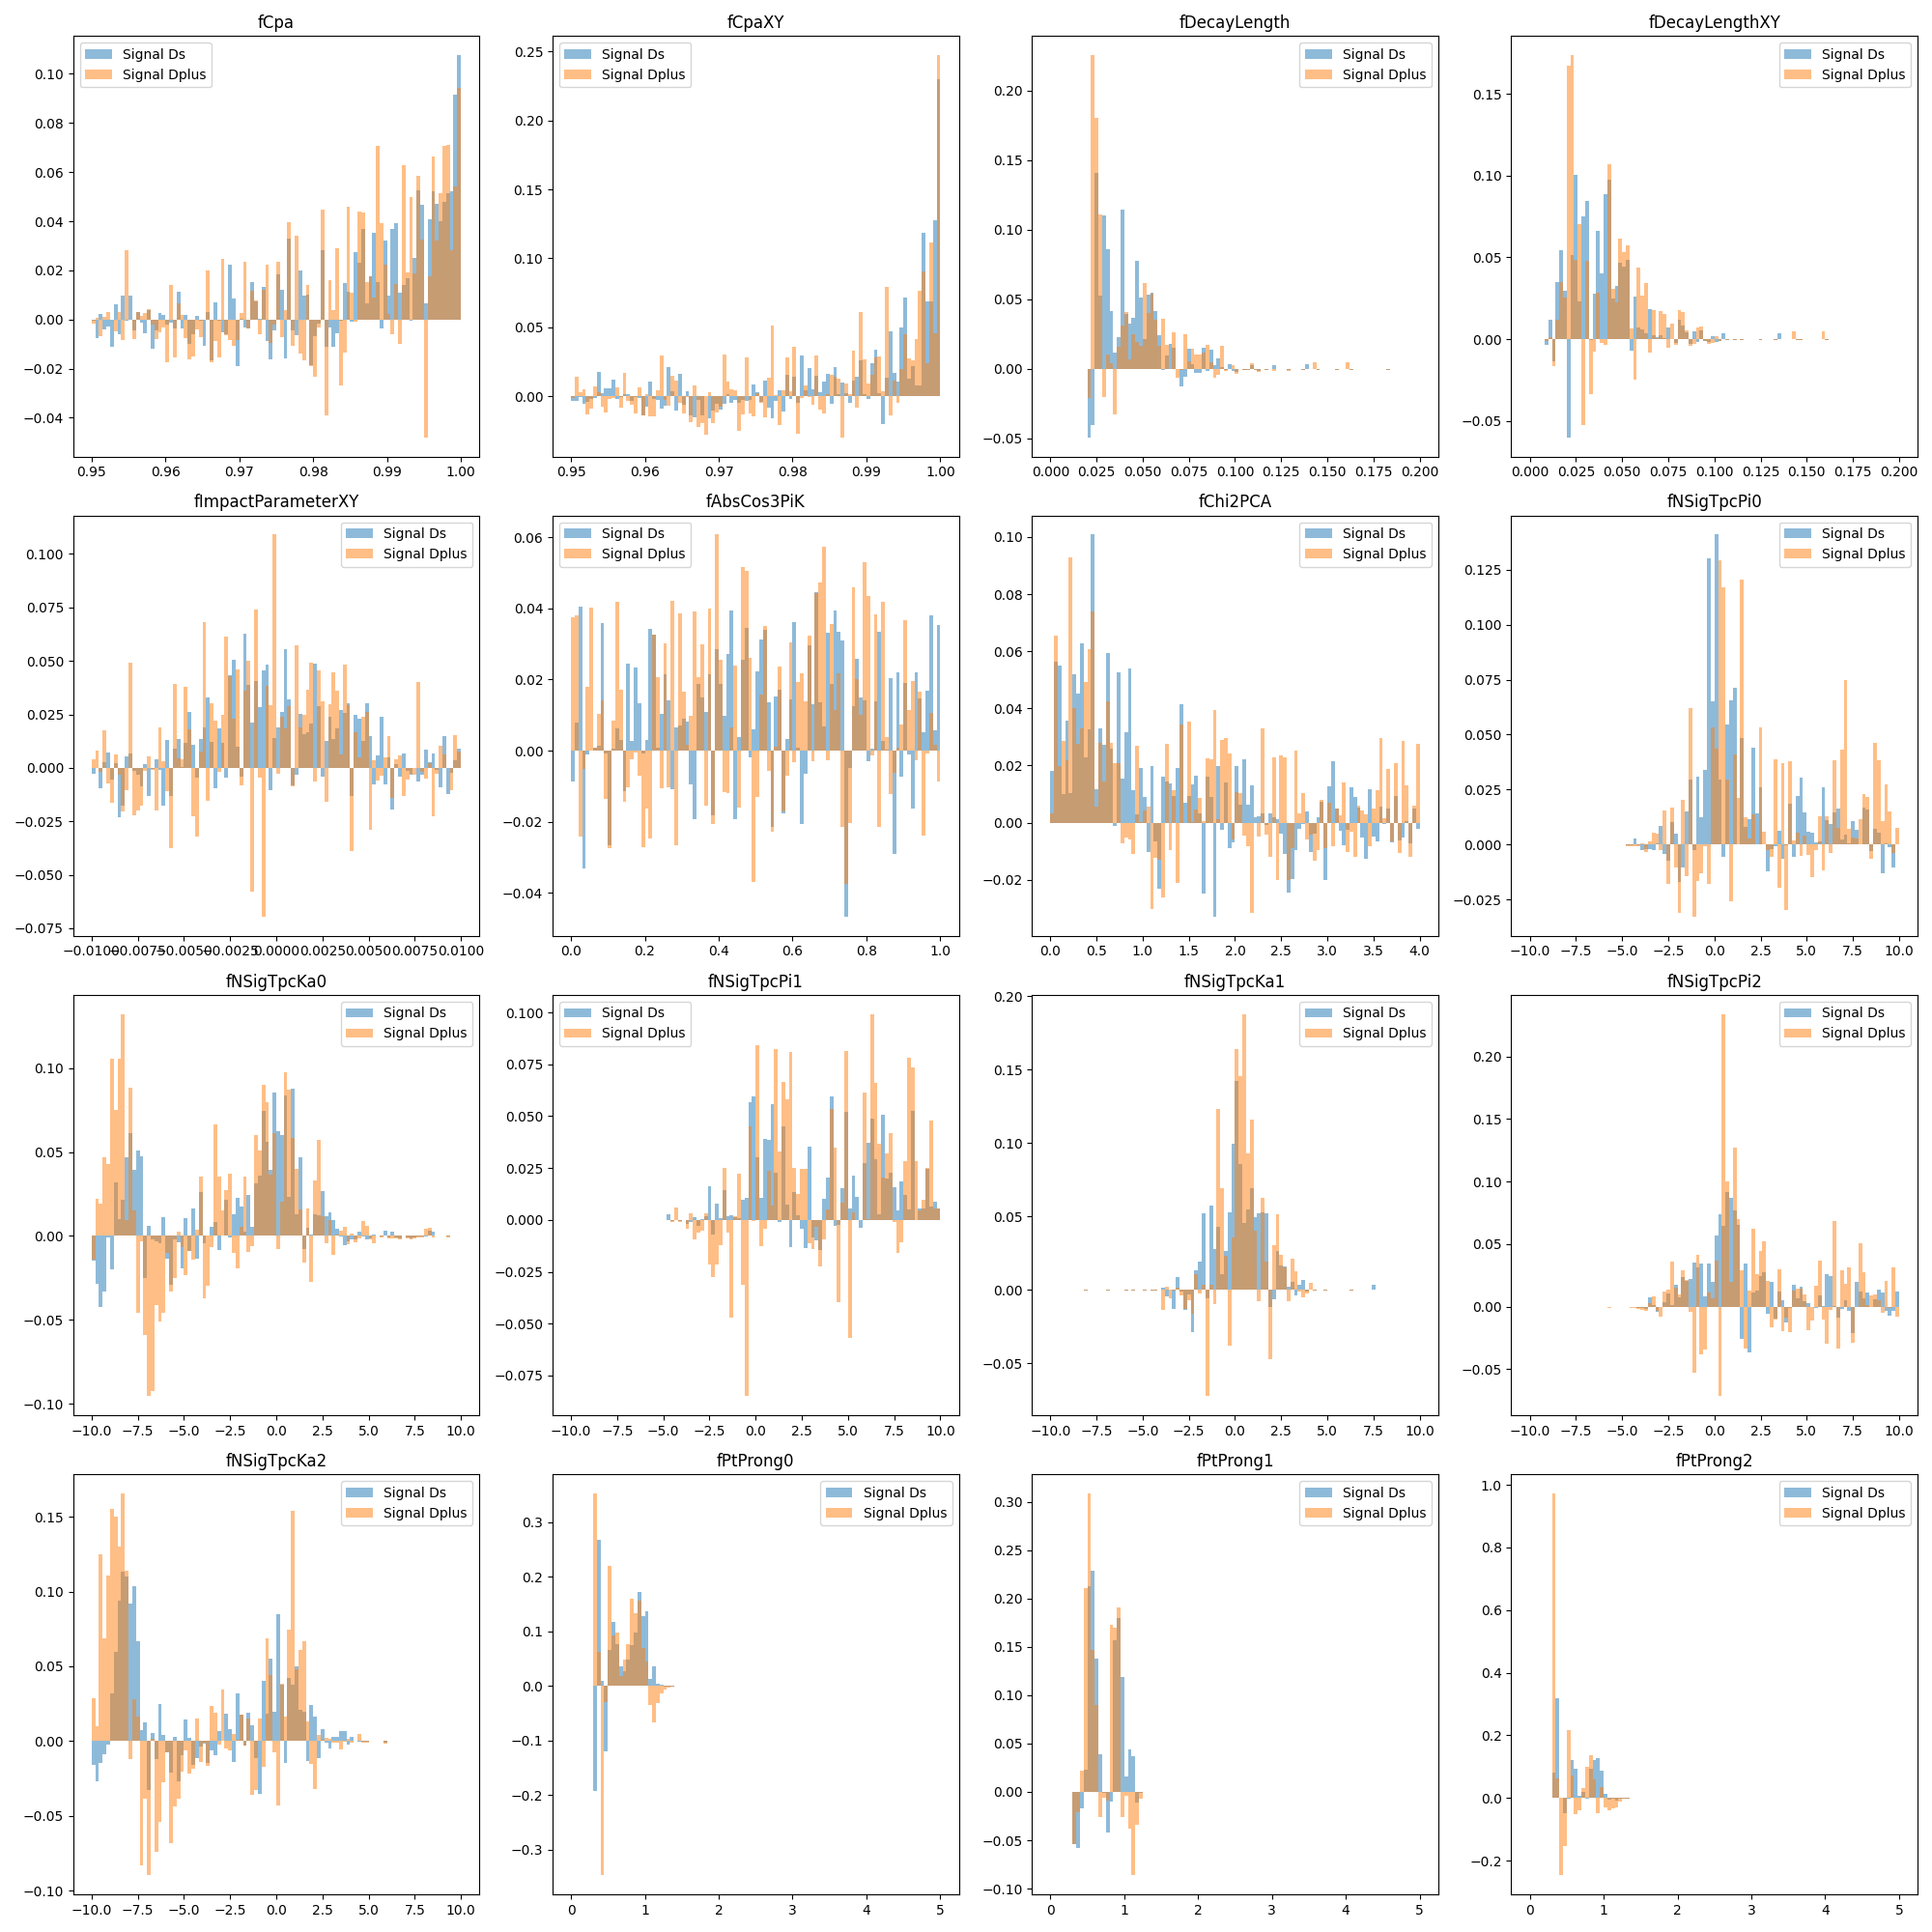 fCpa
Signal Ds
Signal Dplus
0.10
0.08
0.06
0.04
0.02
0.00
−0.02
−0.04
0.95 0.96 0.97 0.98 0.99 1.00
fCpaXY
Signal Ds
Signal Dplus
0.25
0.20
0.15
0.10
0.05
0.00
0.95 0.96 0.97 0.98 0.99 1.00
fDecayLength
Signal Ds
Signal Dplus
0.20
0.15
0.10
0.05
0.00
−0.05
0.000 0.025 0.050 0.075 0.100 0.125 0.150 0.175 0.200
fDecayLengthXY
Signal Ds
Signal Dplus
0.15
0.10
0.05
0.00
−0.05
0.000 0.025 0.050 0.075 0.100 0.125 0.150 0.175 0.200
fImpactParameterXY
Signal Ds
Signal Dplus
0.100
0.075
0.050
0.025
0.000
−0.025
−0.050
−0.075
−0.0100 −0.0075 −0.0050 −0.0025 0.0000 0.0025 0.0050 0.0075 0.0100
fAbsCos3PiK
Signal Ds
Signal Dplus
0.06
0.04
0.02
0.00
−0.02
−0.04
0.0 0.2 0.4 0.6 0.8 1.0
fChi2PCA
Signal Ds
Signal Dplus
0.10
0.08
0.06
0.04
0.02
0.00
−0.02
0.0 0.5 1.0 1.5 2.0 2.5 3.0 3.5 4.0
fNSigTpcPi0
Signal Ds
Signal Dplus
0.125
0.100
0.075
0.050
0.025
0.000
−0.025
−10.0 −7.5 −5.0 −2.5 0.0 2.5 5.0 7.5 10.0
fNSigTpcKa0
Signal Ds
Signal Dplus
0.10
0.05
0.00
−0.05
−0.10
−10.0 −7.5 −5.0 −2.5 0.0 2.5 5.0 7.5 10.0
fNSigTpcPi1
Signal Ds
Signal Dplus
0.100
0.075
0.050
0.025
0.000
−0.025
−0.050
−0.075
−10.0 −7.5 −5.0 −2.5 0.0 2.5 5.0 7.5 10.0
fNSigTpcKa1
Signal Ds
Signal Dplus
0.20
0.15
0.10
0.05
0.00
−0.05
−10.0 −7.5 −5.0 −2.5 0.0 2.5 5.0 7.5 10.0
fNSigTpcPi2
Signal Ds
Signal Dplus
0.20
0.15
0.10
0.05
0.00
−0.05
−10.0 −7.5 −5.0 −2.5 0.0 2.5 5.0 7.5 10.0
fNSigTpcKa2
Signal Ds
Signal Dplus
0.15
0.10
0.05
0.00
−0.05
−0.10
−10.0 −7.5 −5.0 −2.5 0.0 2.5 5.0 7.5 10.0
fPtProng0
Signal Ds
Signal Dplus
0.3
0.2
0.1
0.0
−0.1
−0.2
−0.3
0 1 2 3 4 5
fPtProng1
Signal Ds
Signal Dplus
0.30
0.25
0.20
0.15
0.10
0.05
0.00
−0.05
−0.10
0 1 2 3 4 5
fPtProng2
Signal Ds
Signal Dplus
1.0
0.8
0.6
0.4
0.2
0.0
−0.2
0 1 2 3 4 5